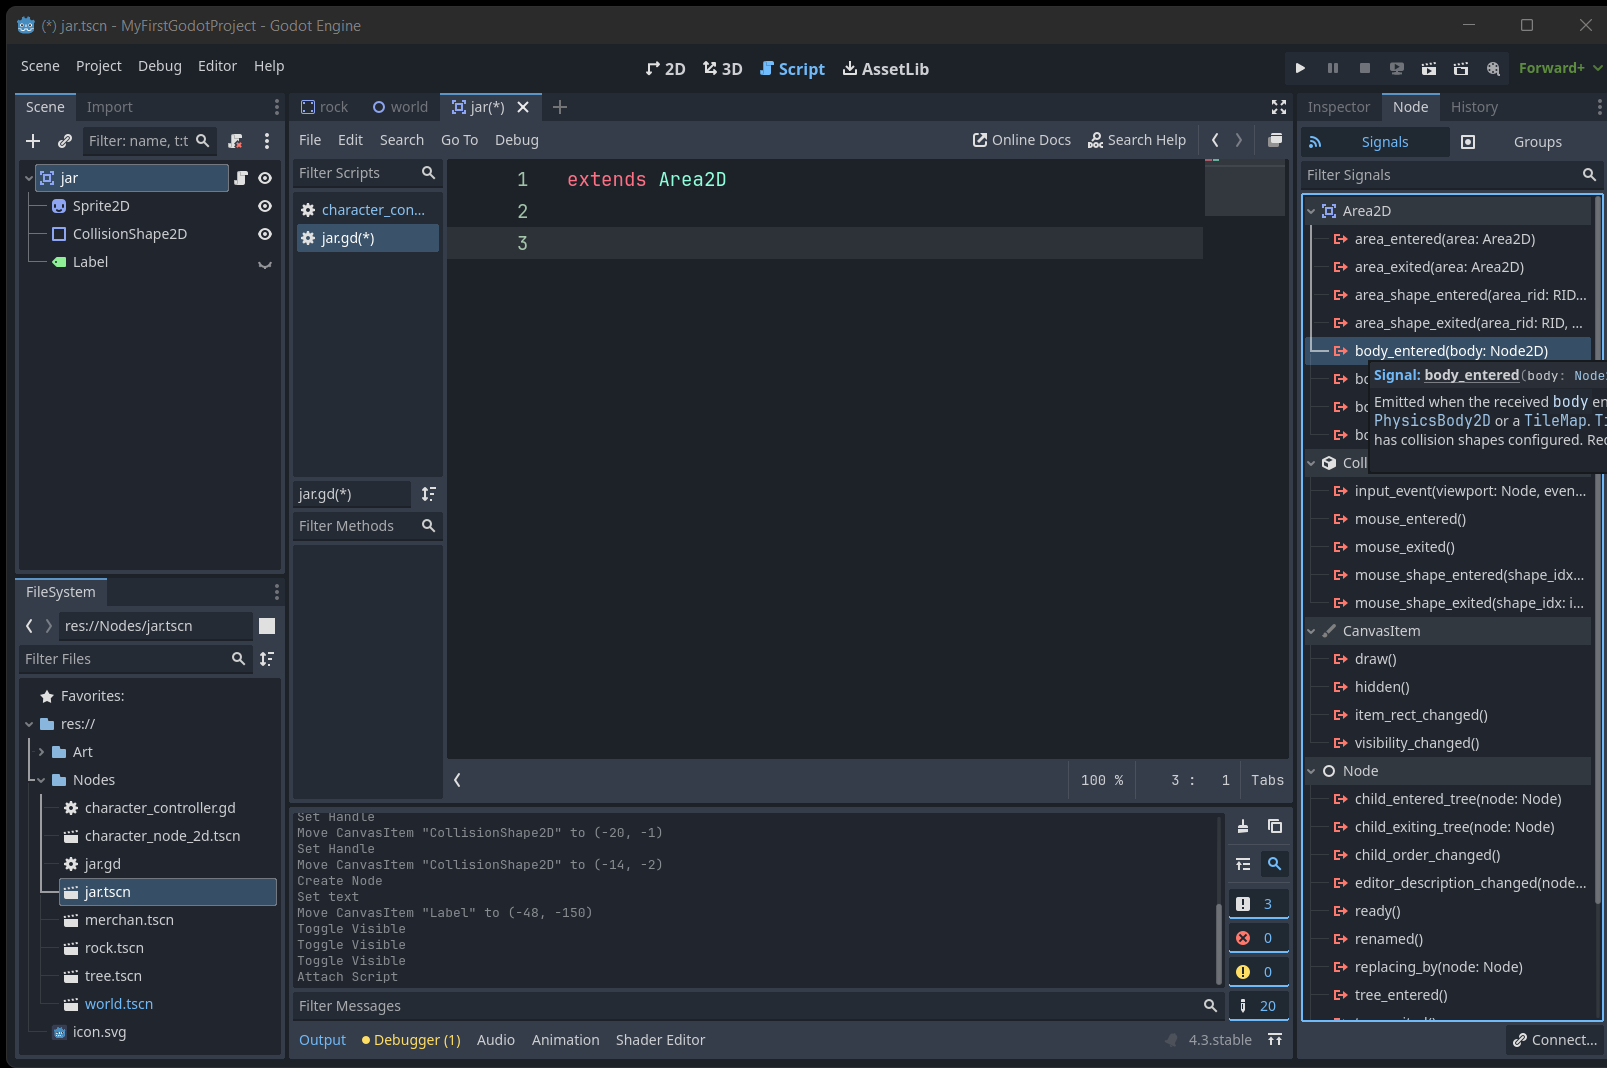 (*) jar.tscn - MyFirstGodotProject - Godot Engine
Scene Project Debug Editor Help
2D 3D Script AssetLib
Forward+
Scene Import
rock world jar(*)
Inspector Node History
Filter: name, t:t
File Edit Search Go To Debug
Online Docs Search Help
Signals Groups
Filter Scripts
Filter Signals
jar
Sprite2D
CollisionShape2D
Label
character_con...
jar.gd(*)
1 extends Area2D
2
3
Area2D
area_entered(area: Area2D)
area_exited(area: Area2D)
area_shape_entered(area_rid: RID...
area_shape_exited(area_rid: RID, ...
body_entered(body: Node2D)
bo
bo
bo
Signal: body_entered(body: Node
Emitted when the received body en
PhysicsBody2D or a TileMap. Ti
has collision shapes configured. Rec
Coll
input_event(viewport: Node, even...
mouse_entered()
mouse_exited()
mouse_shape_entered(shape_idx...
mouse_shape_exited(shape_idx: i...
CanvasItem
draw()
hidden()
item_rect_changed()
visibility_changed()
Node
child_entered_tree(node: Node)
child_exiting_tree(node: Node)
child_order_changed()
editor_description_changed(node...
ready()
renamed()
replacing_by(node: Node)
tree_entered()
Connect...
jar.gd(*)
Filter Methods
100 % 3 : 1 Tabs
FileSystem
res://Nodes/jar.tscn
Filter Files
Favorites:
res://
Art
Nodes
character_controller.gd
character_node_2d.tscn
jar.gd
jar.tscn
merchan.tscn
rock.tscn
tree.tscn
world.tscn
icon.svg
Set Handle
Move CanvasItem "CollisionShape2D" to (-20, -1)
Set Handle
Move CanvasItem "CollisionShape2D" to (-14, -2)
Create Node
Set text
Move CanvasItem "Label" to (-48, -150)
Toggle Visible
Toggle Visible
Toggle Visible
Attach Script
3
0
0
20
Filter Messages
Output Debugger (1) Audio Animation Shader Editor
4.3.stable